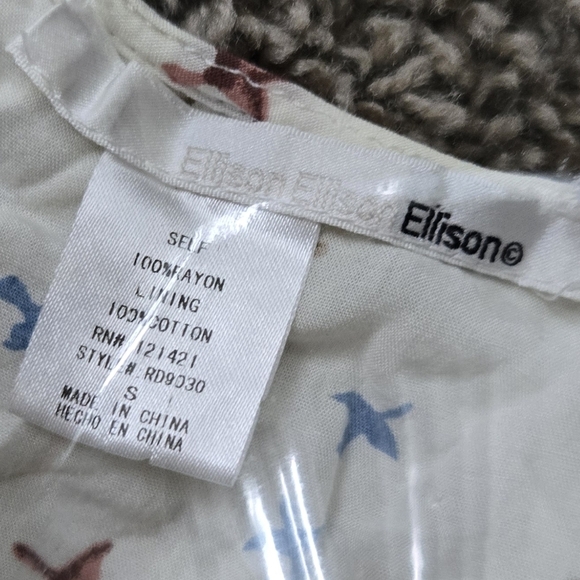 Ellison Ellison Ellison©
SELF
100%RAYON
LINING
100%COTTON
RN# 121421
STYLE# RD9030
S
MADE IN CHINA
HECHO EN CHINA